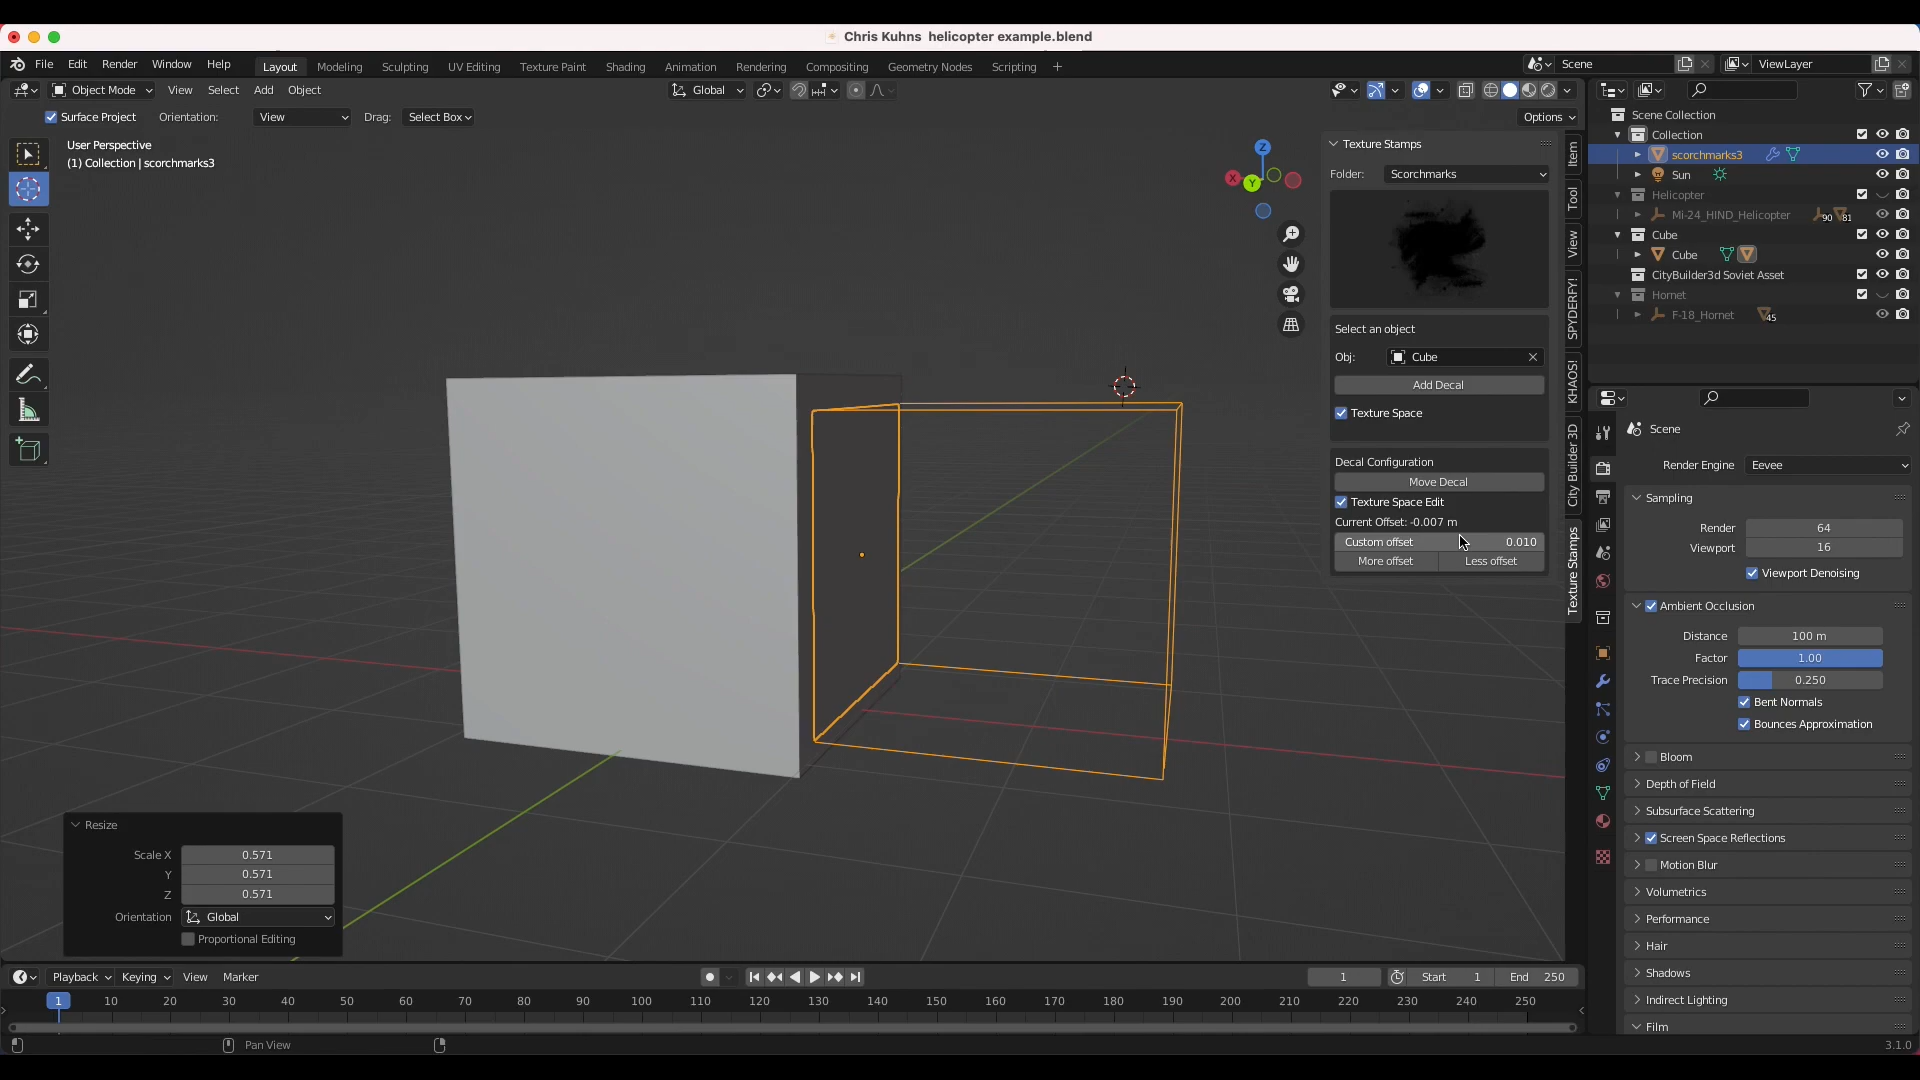 Chris Kuhns  helicopter example.blend
File Edit Render Window Help Layout Modeling Sculpting UV Editing Texture Paint Shading Animation Rendering Compositing Geometry Nodes Scripting + Scene ViewLayer
Object Mode View Select Add Object Global
Surface Project Orientation: View Drag: Select Box Options
User Perspective
(1) Collection | scorchmarks3
Z
X
Y
Texture Stamps
Folder: Scorchmarks
Select an object
Obj: Cube
Add Decal
Texture Space
Decal Configuration
Move Decal
Texture Space Edit
Current Offset: -0.007 m
Custom offset 0.010
More offset Less offset
Item
Tool
View
SPYDERFY!
KHAOS!
City Builder 3D
Texture Stamps
Scene Collection
Collection
scorchmarks3
Sun
Helicopter
Mi-24_HIND_Helicopter 90 81
Cube
Cube
CityBuilder3d Soviet Asset
Hornet
F-18_Hornet 45
Scene
Render Engine Eevee
Sampling
Render 64
Viewport 16
Viewport Denoising
Ambient Occlusion
Distance 100 m
Factor 1.00
Trace Precision 0.250
Bent Normals
Bounces Approximation
Bloom
Depth of Field
Subsurface Scattering
Screen Space Reflections
Motion Blur
Volumetrics
Performance
Hair
Shadows
Indirect Lighting
Film
Resize
Scale X 0.571
Y 0.571
Z 0.571
Orientation Global
Proportional Editing
Playback Keying View Marker 1 Start 1 End 250
1 10 20 30 40 50 60 70 80 90 100 110 120 130 140 150 160 170 180 190 200 210 220 230 240 250
Pan View 3.1.0